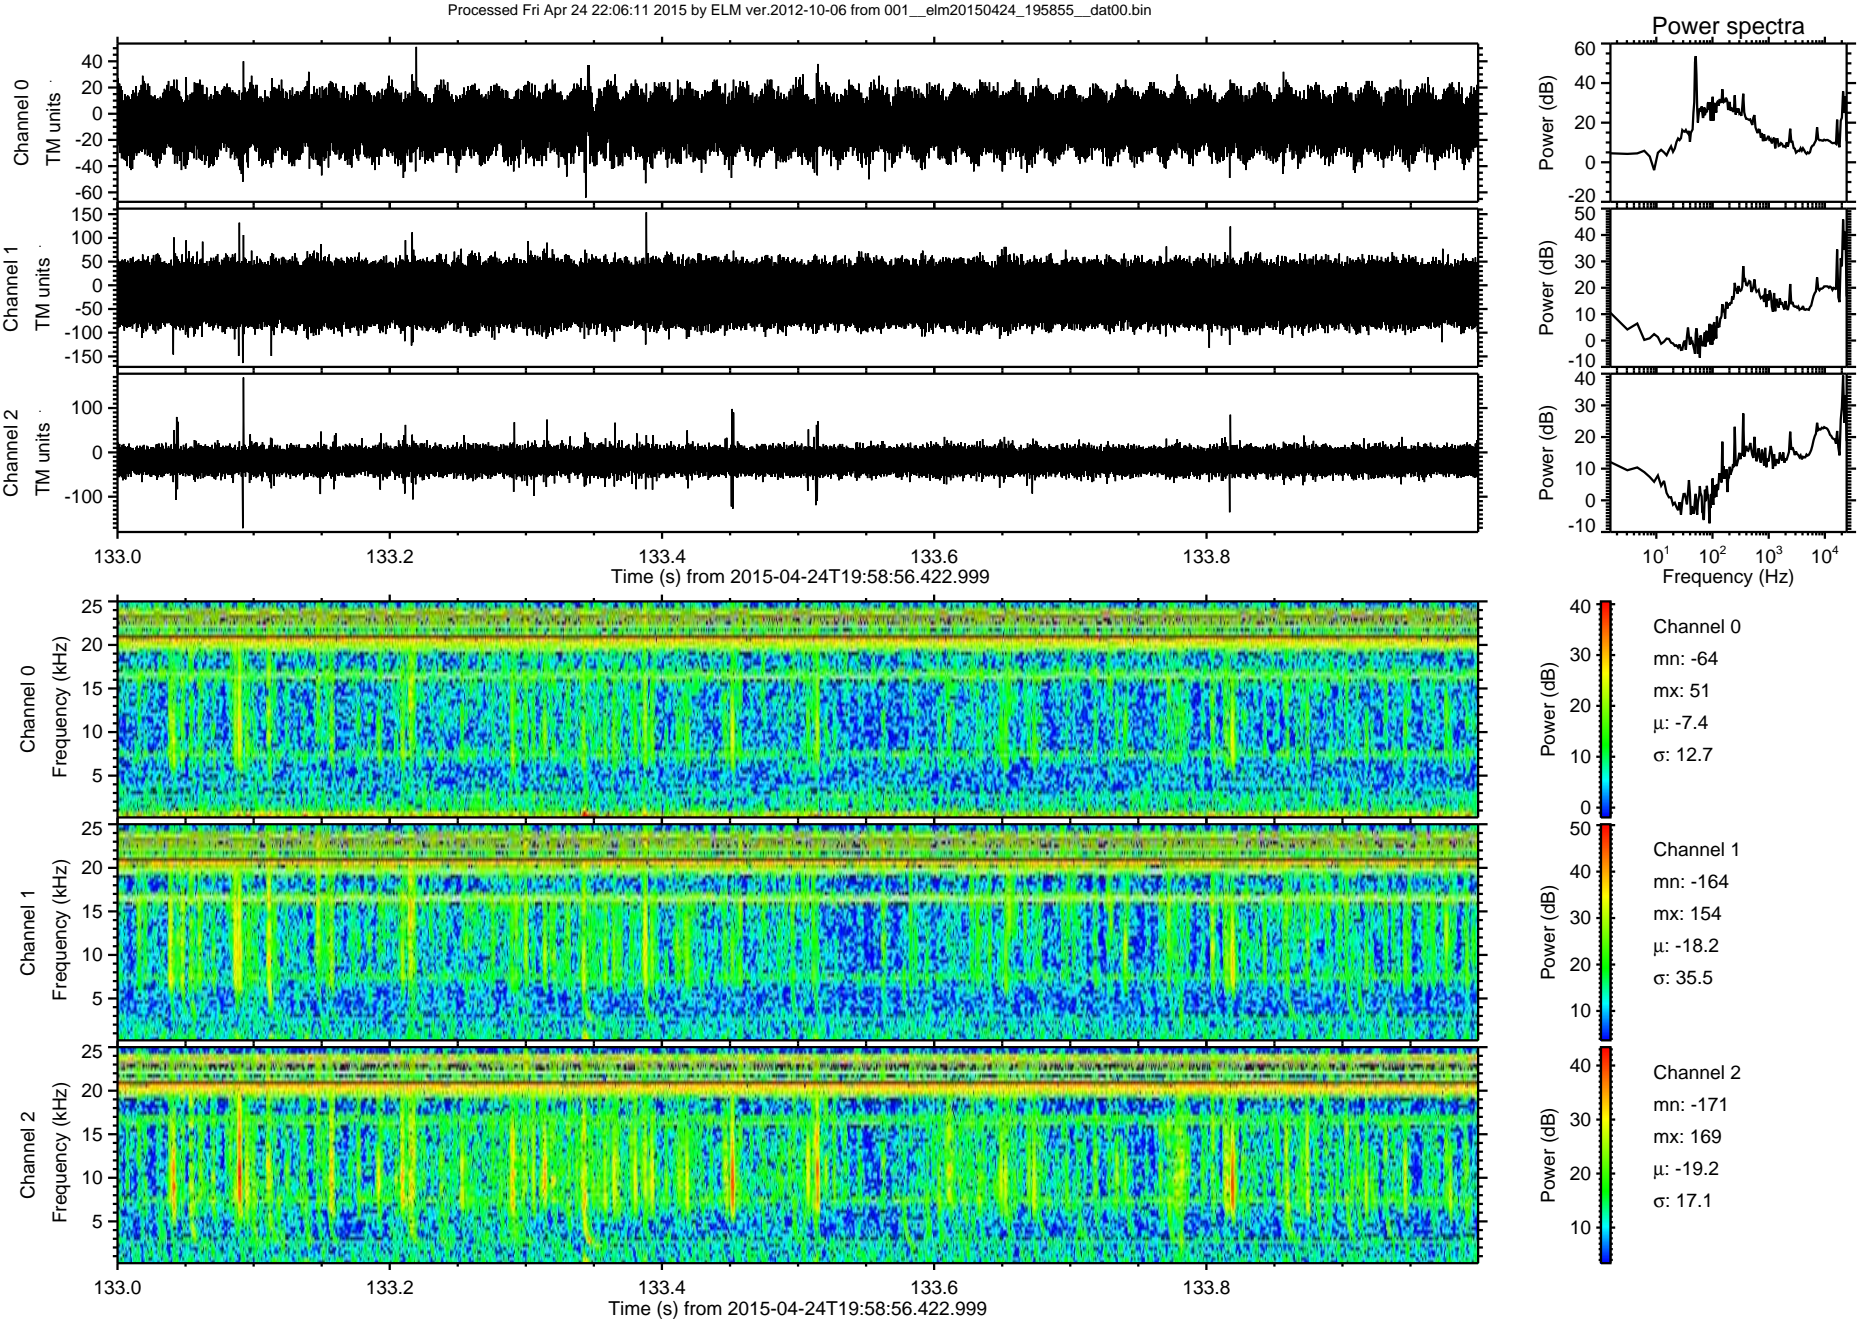 Processed Fri Apr 24 22:06:11 2015 by ELM ver.2012-10-06 from 001__elm20150424_195855__dat00.bin
Power spectra
Channel 0
TM units
40
20
0
-20
-40
-60
Power (dB)
60
40
20
0
-20
Channel 1
TM units
150
100
50
0
-50
-100
-150
Power (dB)
50
40
30
20
10
0
-10
Channel 2
TM units
100
0
-100
Power (dB)
40
30
20
10
0
-10
133.0 133.2 133.4 133.6 133.8
Time (s) from 2015-04-24T19:58:56.422.999
10^1 10^2 10^3 10^4
Frequency (Hz)
Channel 0
Frequency (kHz)
25
20
15
10
5
Power (dB)
40
30
20
10
0
Channel 0
mn: -64
mx: 51
μ: -7.4
σ: 12.7
Channel 1
Frequency (kHz)
25
20
15
10
5
Power (dB)
50
40
30
20
10
Channel 1
mn: -164
mx: 154
μ: -18.2
σ: 35.5
Channel 2
Frequency (kHz)
25
20
15
10
5
Power (dB)
40
30
20
10
Channel 2
mn: -171
mx: 169
μ: -19.2
σ: 17.1
133.0 133.2 133.4 133.6 133.8
Time (s) from 2015-04-24T19:58:56.422.999